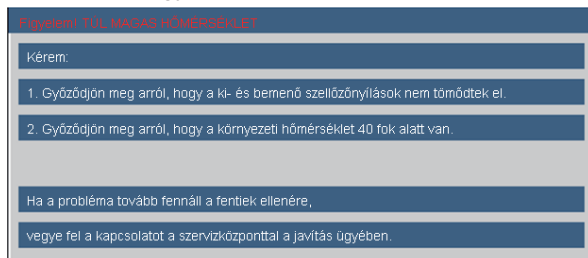 Figyelem! TÚL MAGAS HŐMÉRSÉKLET
Kérem:
1. Győződjön meg arról, hogy a ki- és bemenő szellőzőnyílások nem tömődtek el.
2. Győződjön meg arról, hogy a környezeti hőmérséklet 40 fok alatt van.
Ha a probléma tovább fennáll a fentiek ellenére,
vegye fel a kapcsolatot a szervizközponttal a javítás ügyében.